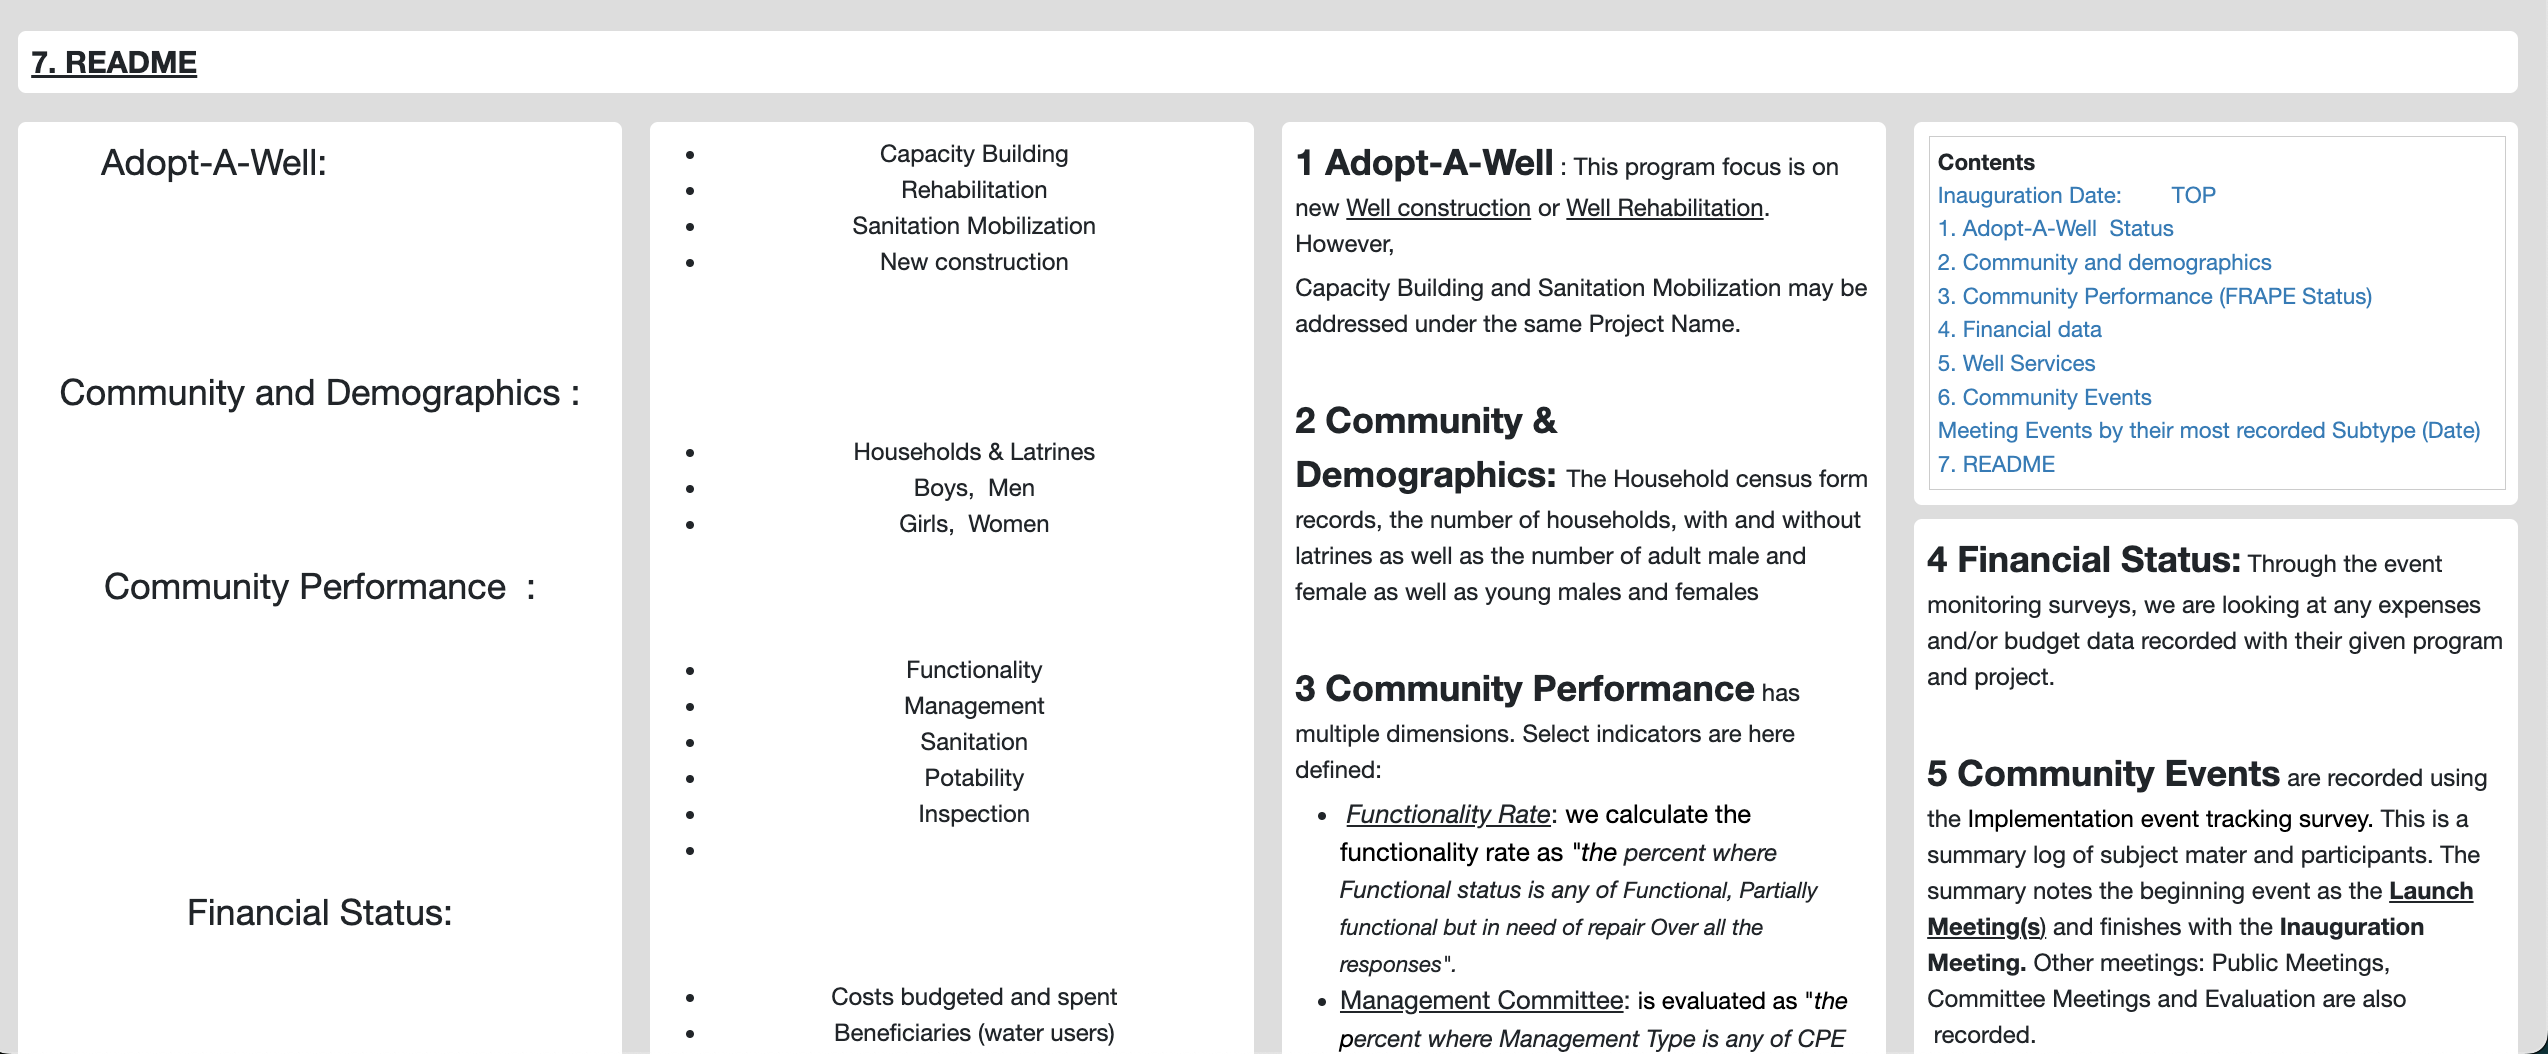 7. README
Adopt-A-Well:
Community and Demographics :
Community Performance  :
Financial Status:
Capacity Building
Rehabilitation
Sanitation Mobilization
New construction
Households & Latrines
Boys,  Men
Girls,  Women
Functionality
Management
Sanitation
Potability
Inspection
Costs budgeted and spent
Beneficiaries (water users)
1 Adopt-A-Well : This program focus is on
new Well construction or Well Rehabilitation.
However,
Capacity Building and Sanitation Mobilization may be
addressed under the same Project Name.
2 Community &
Demographics: The Household census form
records, the number of households, with and without
latrines as well as the number of adult male and
female as well as young males and females
3 Community Performance has
multiple dimensions. Select indicators are here
defined:
Functionality Rate: we calculate the
functionality rate as "the percent where
Functional status is any of Functional, Partially
functional but in need of repair Over all the
responses".
Management Committee: is evaluated as "the
percent where Management Type is any of CPE
Contents
Inauguration Date:        TOP
1. Adopt-A-Well  Status
2. Community and demographics
3. Community Performance (FRAPE Status)
4. Financial data
5. Well Services
6. Community Events
Meeting Events by their most recorded Subtype (Date)
7. README
4 Financial Status: Through the event
monitoring surveys, we are looking at any expenses
and/or budget data recorded with their given program
and project.
5 Community Events are recorded using
the Implementation event tracking survey. This is a
summary log of subject mater and participants. The
summary notes the beginning event as the Launch
Meeting(s) and finishes with the Inauguration
Meeting. Other meetings: Public Meetings,
Committee Meetings and Evaluation are also
recorded.